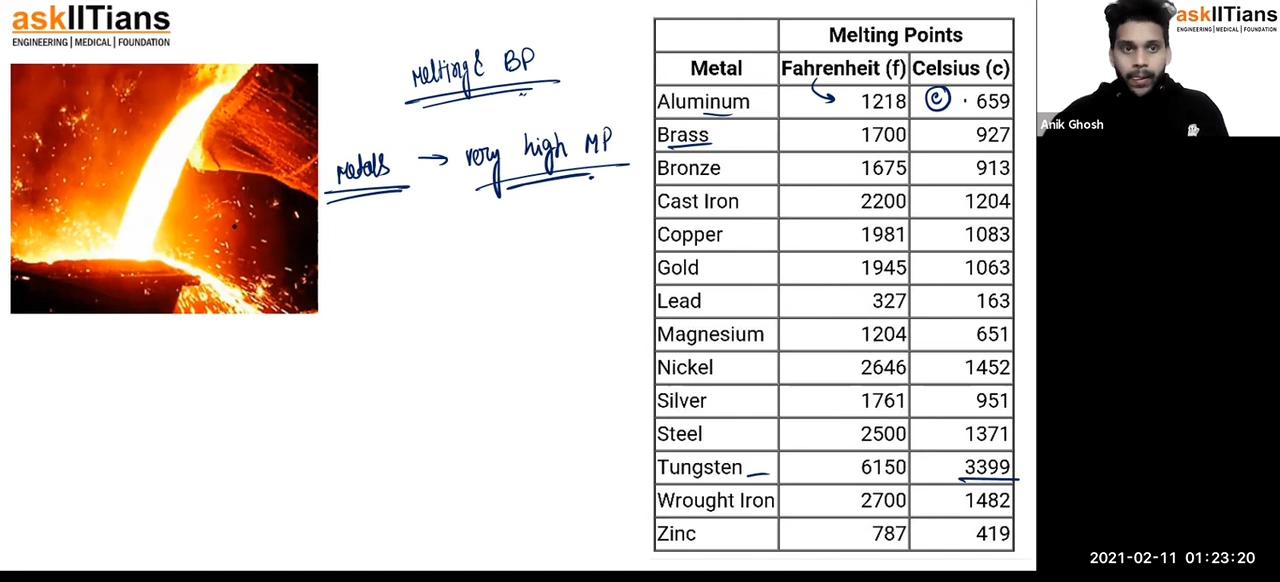 askIITians
ENGINEERING | MEDICAL | FOUNDATION
Melting & BP
Metals → very high MP
Melting Points
Metal Fahrenheit (f) Celsius (c)
Aluminum 1218 659
Brass 1700 927
Bronze 1675 913
Cast Iron 2200 1204
Copper 1981 1083
Gold 1945 1063
Lead 327 163
Magnesium 1204 651
Nickel 2646 1452
Silver 1761 951
Steel 2500 1371
Tungsten 6150 3399
Wrought Iron 2700 1482
Zinc 787 419
askIITians
ENGINEERING | MEDICAL | FOUNDATION
Anik Ghosh
2021-02-11 01:23:20